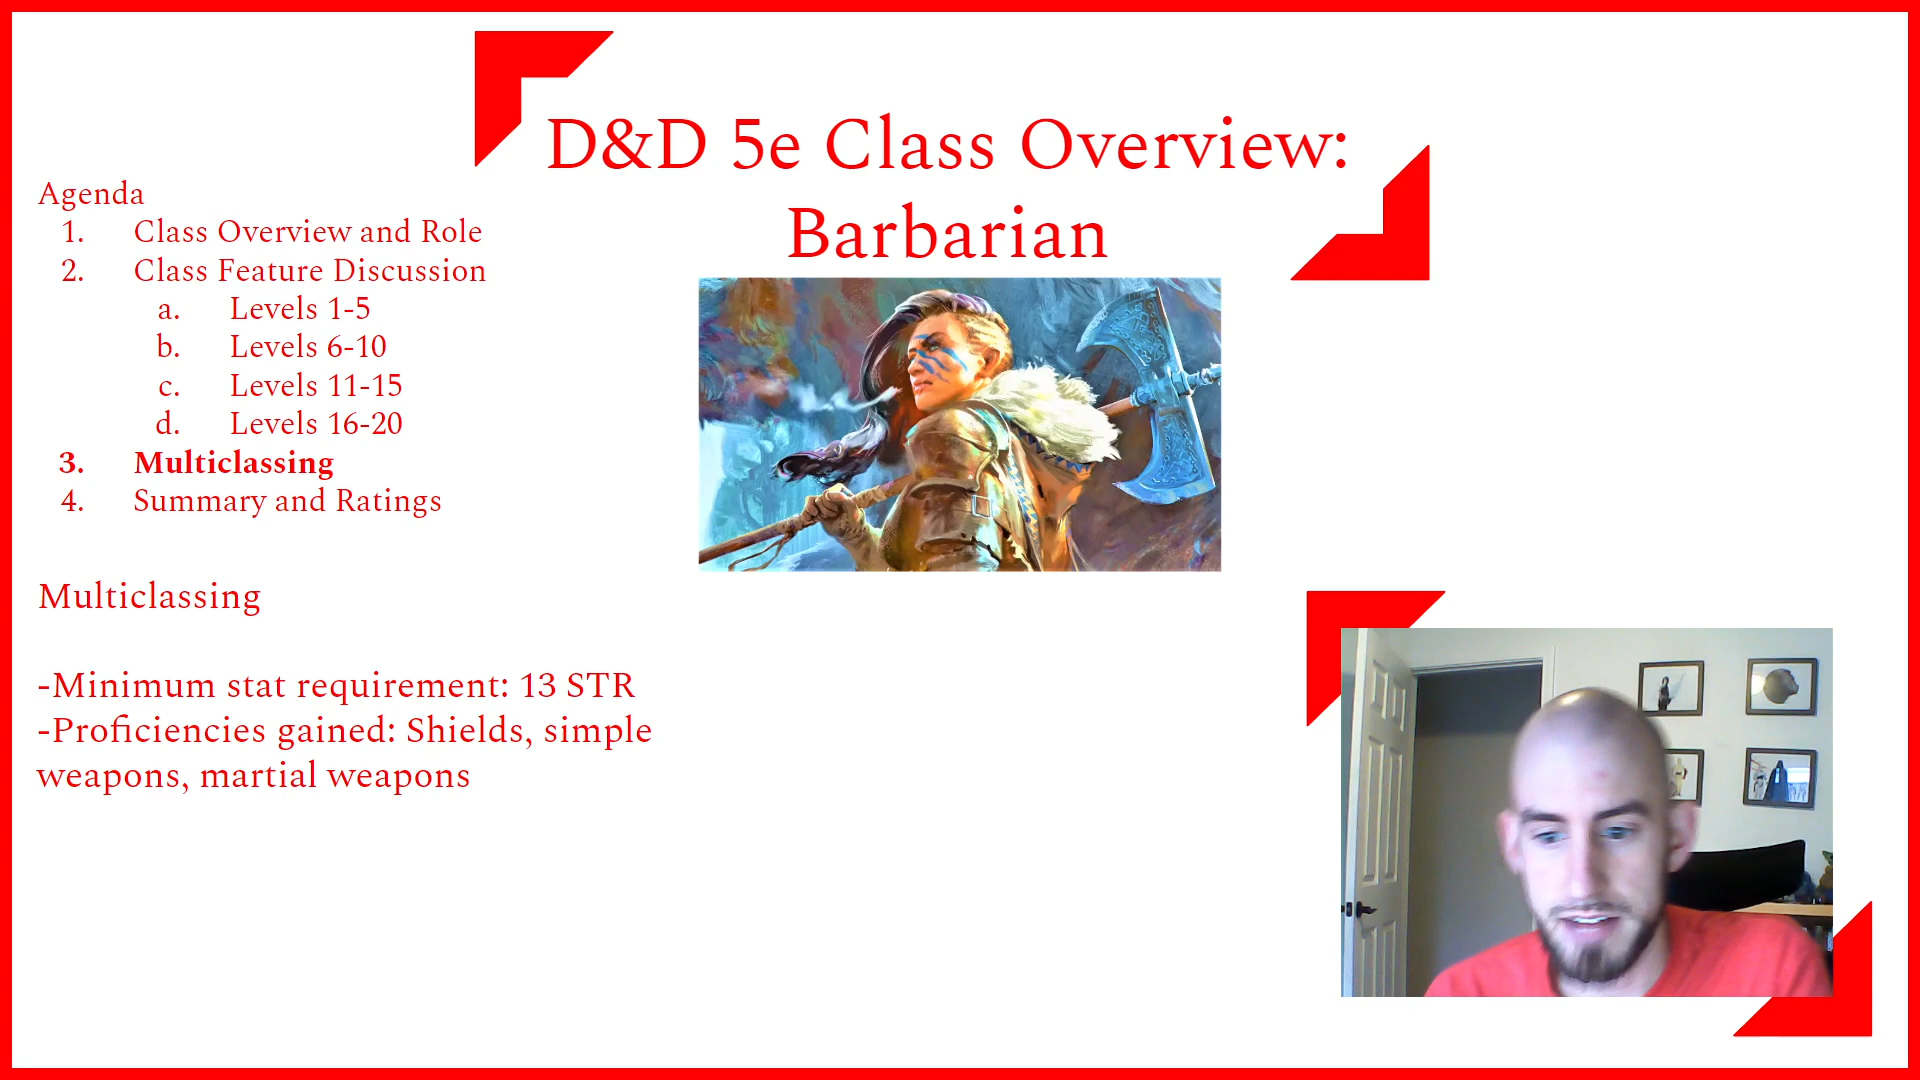 D&D 5e Class Overview:
Barbarian
Agenda
1. Class Overview and Role
2. Class Feature Discussion
a. Levels 1-5
b. Levels 6-10
c. Levels 11-15
d. Levels 16-20
3. Multiclassing
4. Summary and Ratings
Multiclassing
-Minimum stat requirement: 13 STR
-Proficiencies gained: Shields, simple
weapons, martial weapons